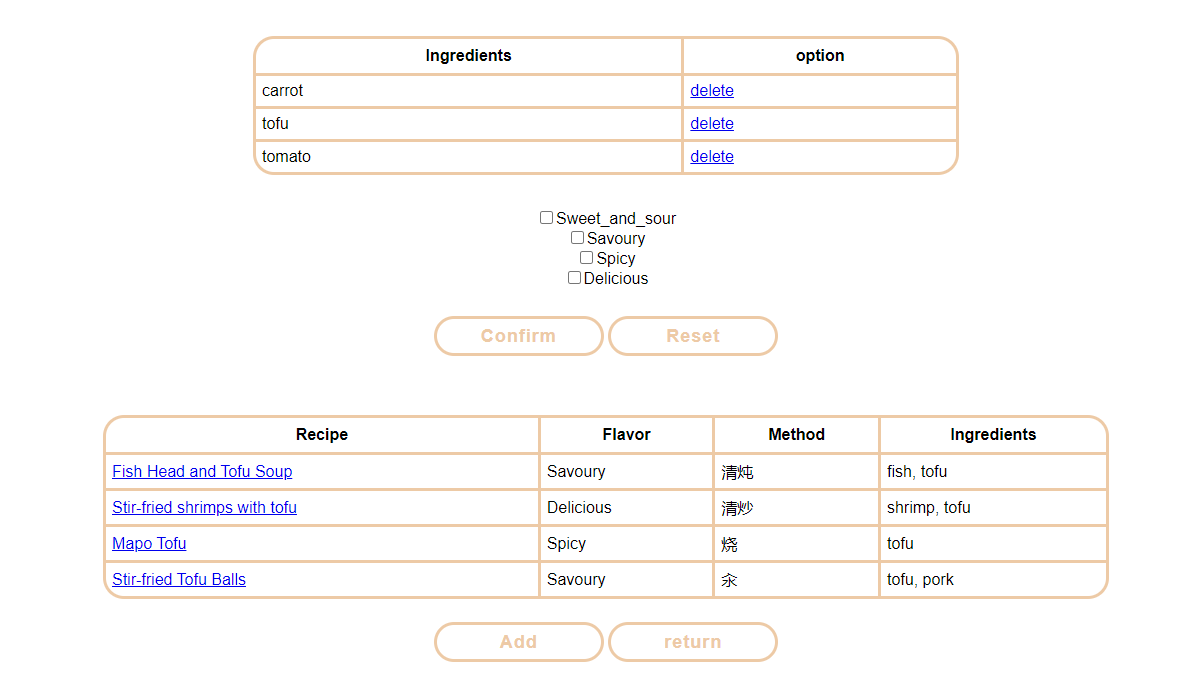 Ingredients option
carrot delete
tofu delete
tomato delete
Sweet_and_sour
Savoury
Spicy
Delicious
Confirm Reset
Recipe Flavor Method Ingredients
Fish Head and Tofu Soup Savoury 清炖 fish, tofu
Stir-fried shrimps with tofu Delicious 清炒 shrimp, tofu
Mapo Tofu Spicy 烧 tofu
Stir-fried Tofu Balls Savoury 汆 tofu, pork
Add return